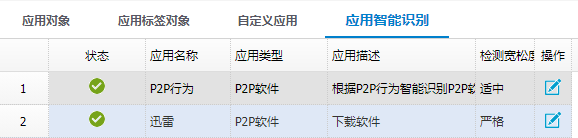 应用对象 应用标签对象 自定义应用 应用智能识别
状态 应用名称 应用类型 应用描述 检测宽松度 操作
1 P2P行为 P2P软件 根据P2P行为智能识别P2P软 适中
2 迅雷 P2P软件 下载软件 严格